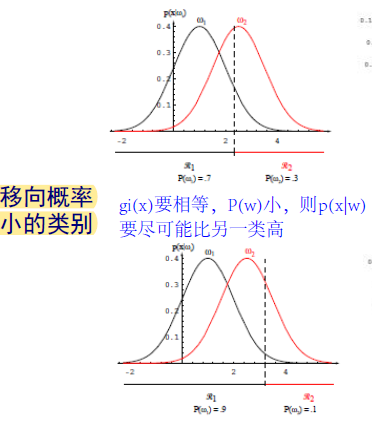 p(x|ωᵢ)
ω₁ ω₂
0.4
0.3
0.2
0.1
-2 2 4
ℛ₁ ℛ₂
P(ω₁) = .7 P(ω₂) = .3
移向概率
小的类别
gi(x)要相等，P(w)小，则p(x|w)
要尽可能比另一类高
p(x|ωᵢ)
ω₁ ω₂
0.4
0.3
0.2
0.1
-2 2 4
ℛ₁ ℛ₂
P(ω₁) = .9 P(ω₂) = .1